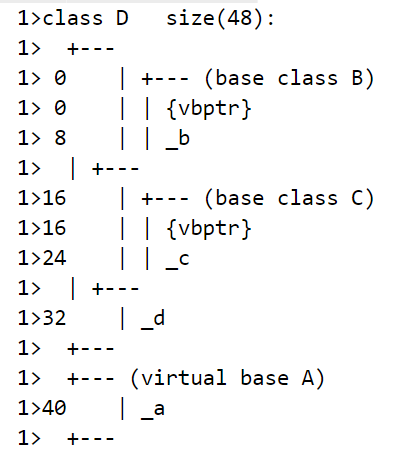 1>class D   size(48):
1>  +---
1> 0    | +--- (base class B)
1> 0    | | {vbptr}
1> 8    | | _b
1>  | +---
1>16    | +--- (base class C)
1>16    | | {vbptr}
1>24    | | _c
1>  | +---
1>32    | _d
1>  +---
1>  +--- (virtual base A)
1>40    | _a
1>  +---